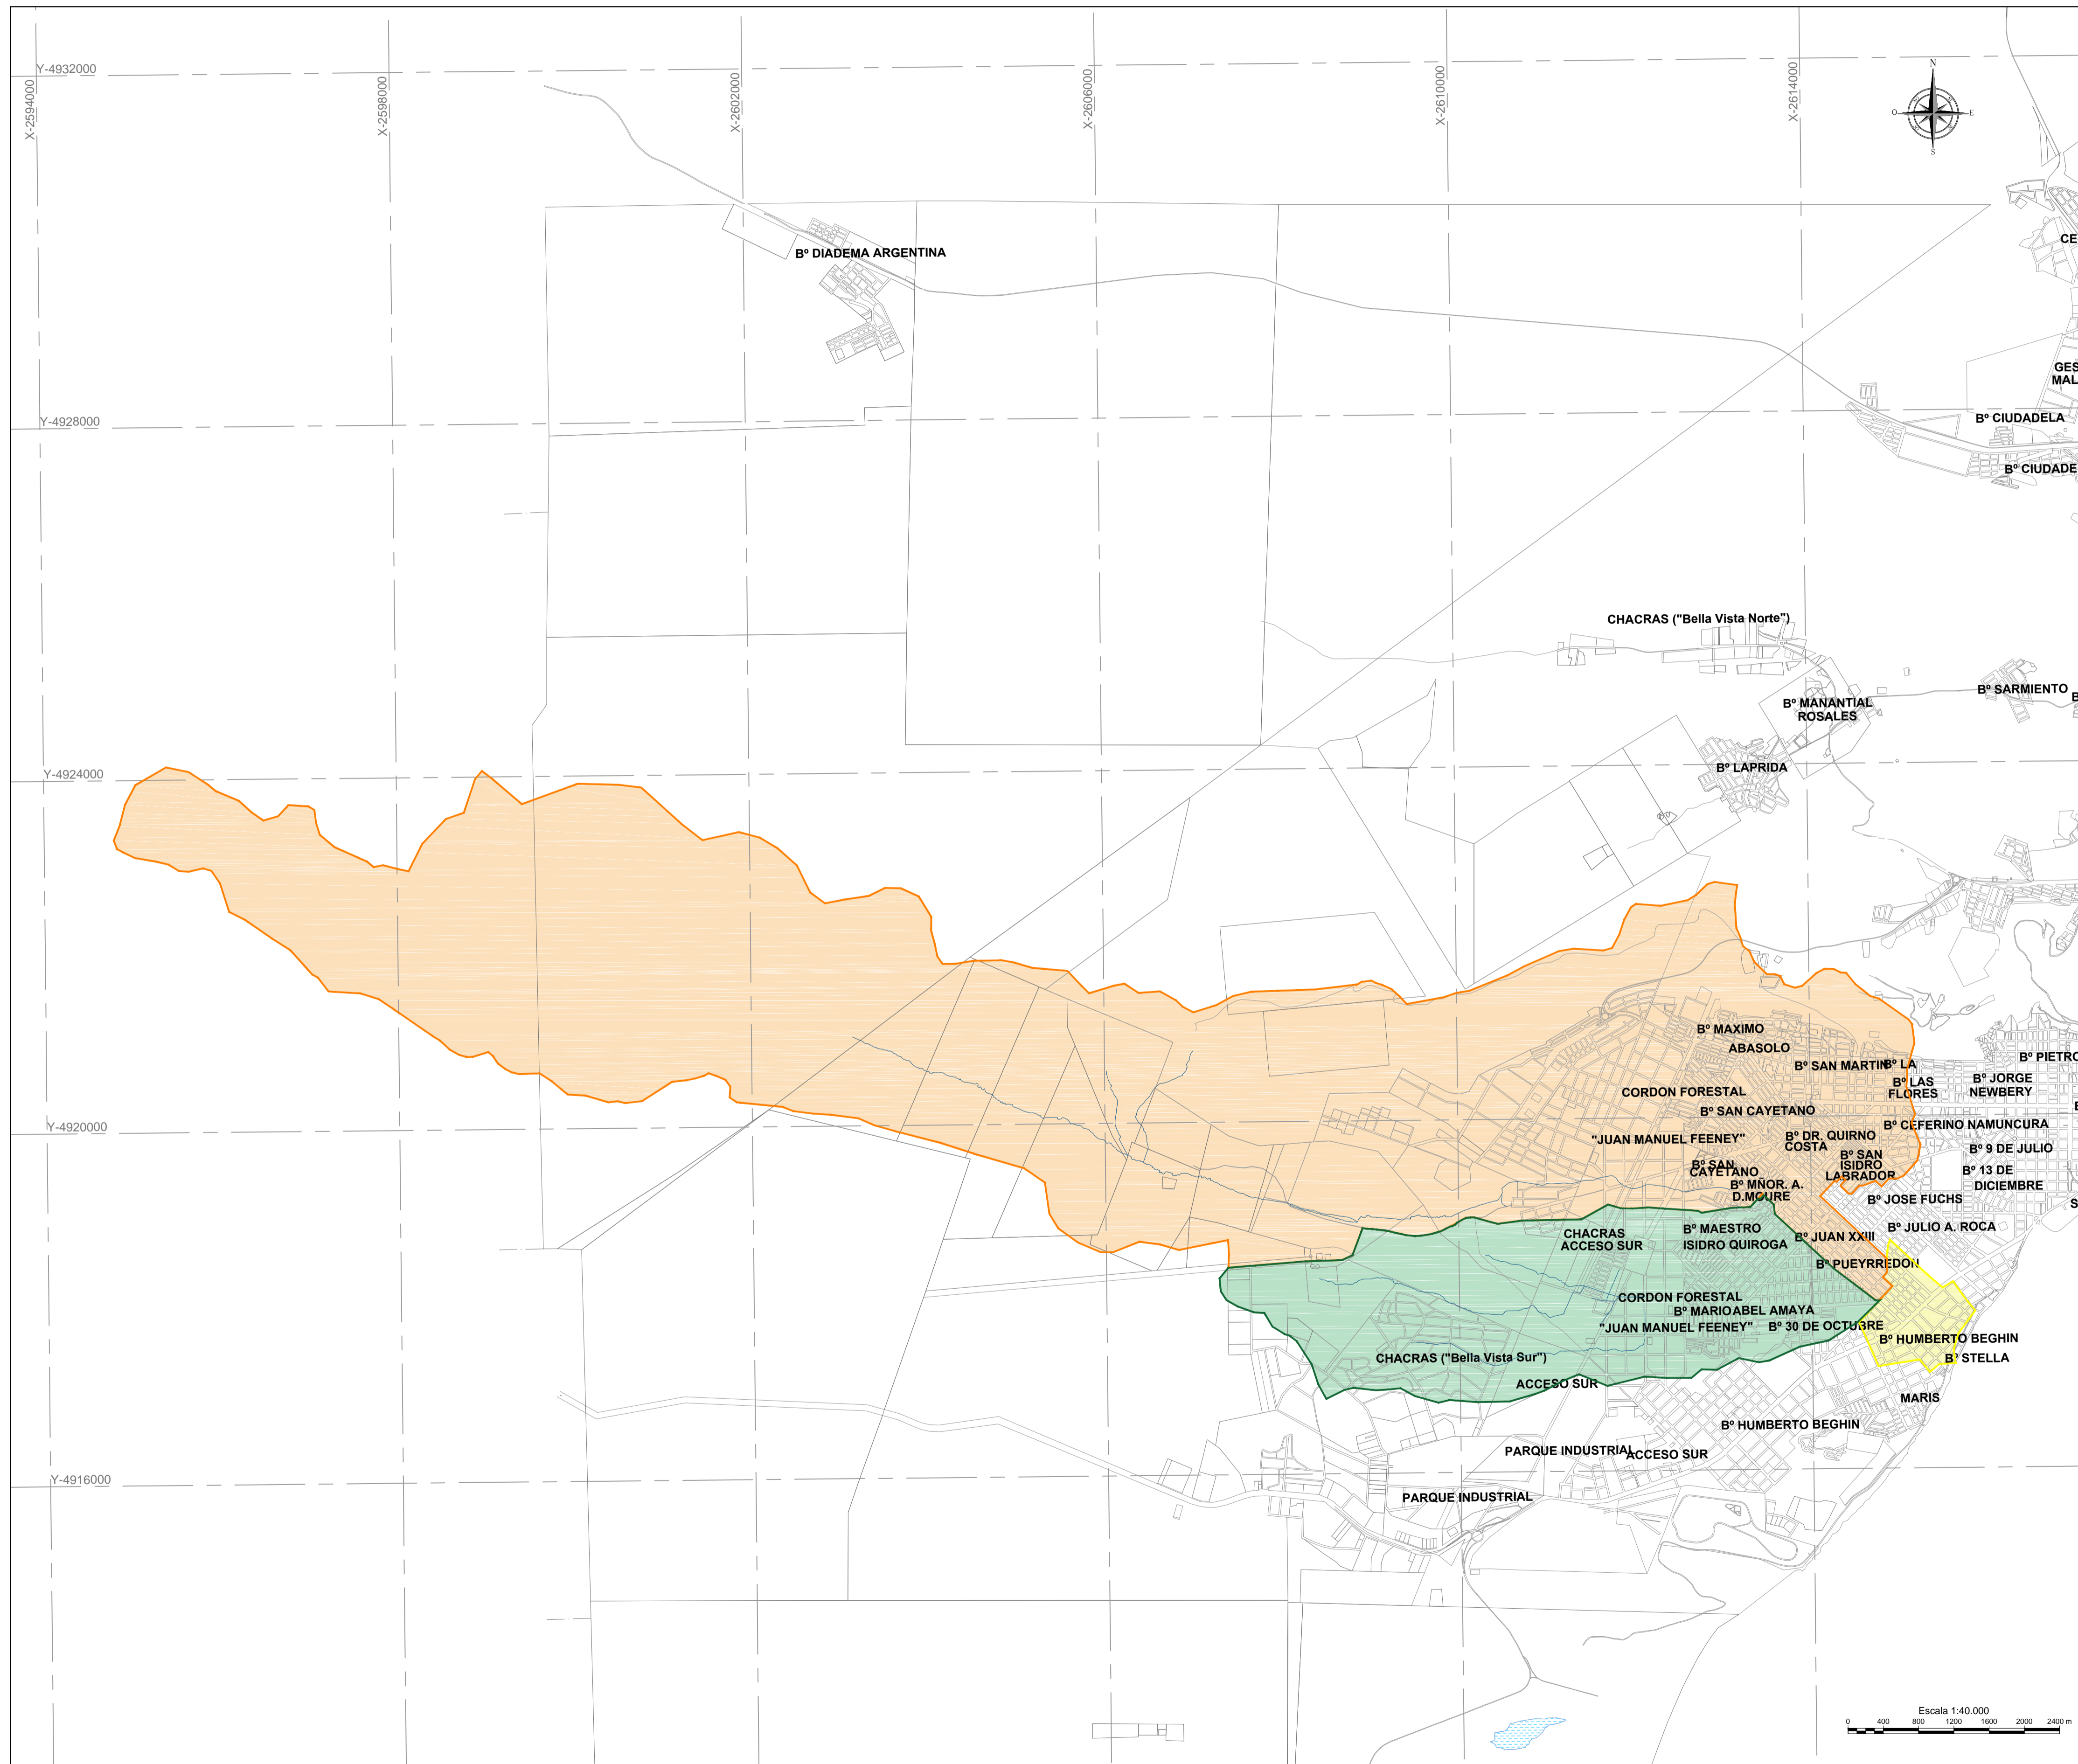 Y-4932000
X-2594000
X-2598000
X-2602000
X-2606000
X-2610000
X-2614000
N
O
E
S
CE
Bº DIADEMA ARGENTINA
GES
MAL
Y-4928000
Bº CIUDADELA
Bº CIUDADE
CHACRAS ("Bella Vista Norte")
Bº SARMIENTO
B
Bº MANANTIAL
ROSALES
Bº LAPRIDA
Y-4924000
Bº MAXIMO
ABASOLO
Bº SAN MARTIN
Bº LA
Bº PIETRO
Bº LAS
FLORES
Bº JORGE
NEWBERY
CORDON FORESTAL
Bº SAN CAYETANO
Y-4920000
Bº CEFERINO NAMUNCURA
"JUAN MANUEL FEENEY"
Bº DR. QUIRNO
COSTA
Bº 9 DE JULIO
Bº SAN
ISIDRO
LABRADOR
Bº SAN
CAYETANO
Bº 13 DE
DICIEMBRE
Bº MÑOR. A.
D.MOURE
Bº JOSE FUCHS
S
CHACRAS
ACCESO SUR
Bº MAESTRO
ISIDRO QUIROGA
Bº JUAN XXIII
Bº JULIO A. ROCA
Bº PUEYRREDON
CORDON FORESTAL
Bº MARIOABEL AMAYA
"JUAN MANUEL FEENEY"
Bº 30 DE OCTUBRE
Bº HUMBERTO BEGHIN
CHACRAS ("Bella Vista Sur")
Bº STELLA
ACCESO SUR
MARIS
Bº HUMBERTO BEGHIN
PARQUE INDUSTRIAL
ACCESO SUR
Y-4916000
PARQUE INDUSTRIAL
Escala 1:40.000
0 400 800 1200 1600 2000 2400 m